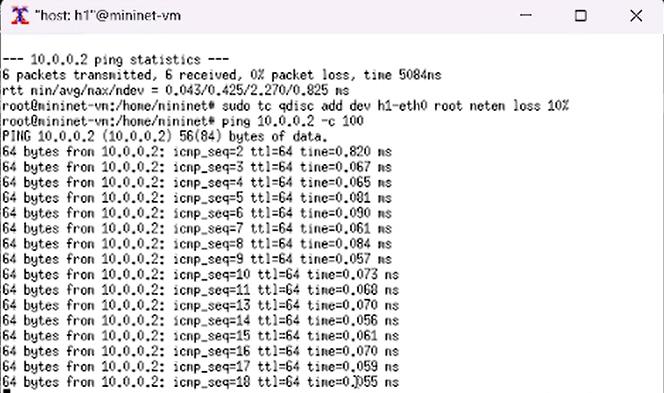 "host: h1"@mininet-vm
--- 10.0.0.2 ping statistics ---
6 packets transmitted, 6 received, 0% packet loss, time 5084ms
rtt min/avg/max/mdev = 0.043/0.425/2.270/0.825 ms
root@mininet-vm:/home/mininet# sudo tc qdisc add dev h1-eth0 root netem loss 10%
root@mininet-vm:/home/mininet# ping 10.0.0.2 -c 100
PING 10.0.0.2 (10.0.0.2) 56(84) bytes of data.
64 bytes from 10.0.0.2: icmp_seq=2 ttl=64 time=0.820 ms
64 bytes from 10.0.0.2: icmp_seq=3 ttl=64 time=0.067 ms
64 bytes from 10.0.0.2: icmp_seq=4 ttl=64 time=0.065 ms
64 bytes from 10.0.0.2: icmp_seq=5 ttl=64 time=0.081 ms
64 bytes from 10.0.0.2: icmp_seq=6 ttl=64 time=0.090 ms
64 bytes from 10.0.0.2: icmp_seq=7 ttl=64 time=0.061 ms
64 bytes from 10.0.0.2: icmp_seq=8 ttl=64 time=0.084 ms
64 bytes from 10.0.0.2: icmp_seq=9 ttl=64 time=0.057 ms
64 bytes from 10.0.0.2: icmp_seq=10 ttl=64 time=0.073 ms
64 bytes from 10.0.0.2: icmp_seq=11 ttl=64 time=0.068 ms
64 bytes from 10.0.0.2: icmp_seq=13 ttl=64 time=0.070 ms
64 bytes from 10.0.0.2: icmp_seq=14 ttl=64 time=0.056 ms
64 bytes from 10.0.0.2: icmp_seq=15 ttl=64 time=0.061 ms
64 bytes from 10.0.0.2: icmp_seq=16 ttl=64 time=0.070 ms
64 bytes from 10.0.0.2: icmp_seq=17 ttl=64 time=0.059 ms
64 bytes from 10.0.0.2: icmp_seq=18 ttl=64 time=0.055 ms